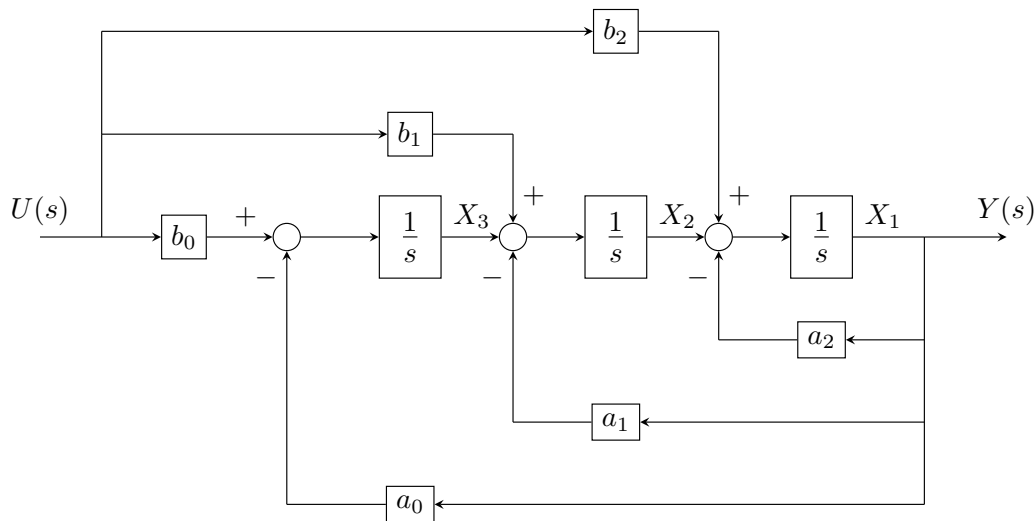 b₂
b₁
+ +
U(s) + X₃ X₂ X₁ Y(s)
b₀ 1/s 1/s 1/s
− − −
a₂
a₁
a₀